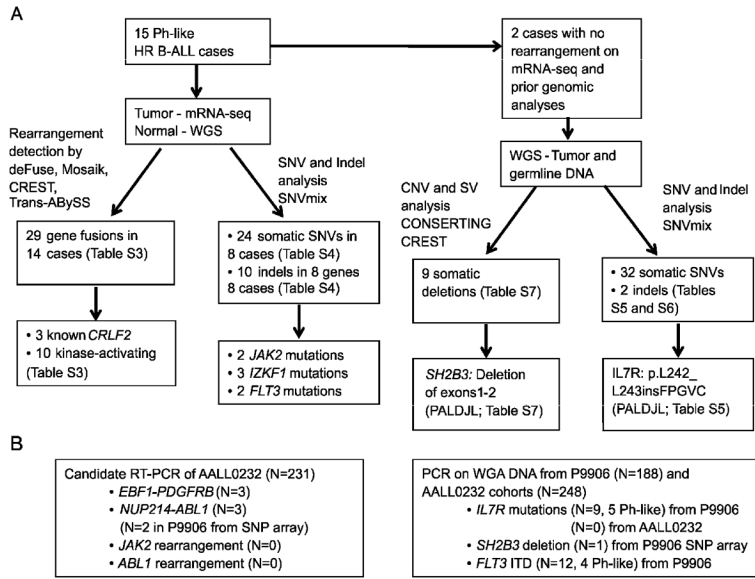 A
15 Ph-like
HR B-ALL cases
2 cases with no
rearrangement on
mRNA-seq and
prior genomic
analyses
Tumor - mRNA-seq
Normal - WGS
Rearrangement
detection by
deFuse, Mosaik,
CREST,
Trans-ABySS
SNV and Indel
analysis
SNVmix
WGS - Tumor and
germline DNA
CNV and SV
analysis
CONSERTING
CREST
SNV and Indel
analysis
SNVmix
29 gene fusions in
14 cases (Table S3)
• 24 somatic SNVs in
8 cases (Table S4)
• 10 indels in 8 genes
8 cases (Table S4)
9 somatic
deletions (Table S7)
• 32 somatic SNVs
• 2 indels (Tables
S5 and S6)
• 3 known CRLF2
• 10 kinase-activating
(Table S3)
• 2 JAK2 mutations
• 3 IZKF1 mutations
• 2 FLT3 mutations
SH2B3: Deletion
of exons1-2
(PALDJL; Table S7)
IL7R: p.L242_
L243insFPGVC
(PALDJL; Table S5)
B
Candidate RT-PCR of AALL0232 (N=231)
• EBF1-PDGFRB (N=3)
• NUP214-ABL1 (N=3)
(N=2 in P9906 from SNP array)
• JAK2 rearrangement (N=0)
• ABL1 rearrangement (N=0)
PCR on WGA DNA from P9906 (N=188) and
AALL0232 cohorts (N=248)
• IL7R mutations (N=9, 5 Ph-like) from P9906
(N=0) from AALL0232
• SH2B3 deletion (N=1) from P9906 SNP array
• FLT3 ITD (N=12, 4 Ph-like) from P9906